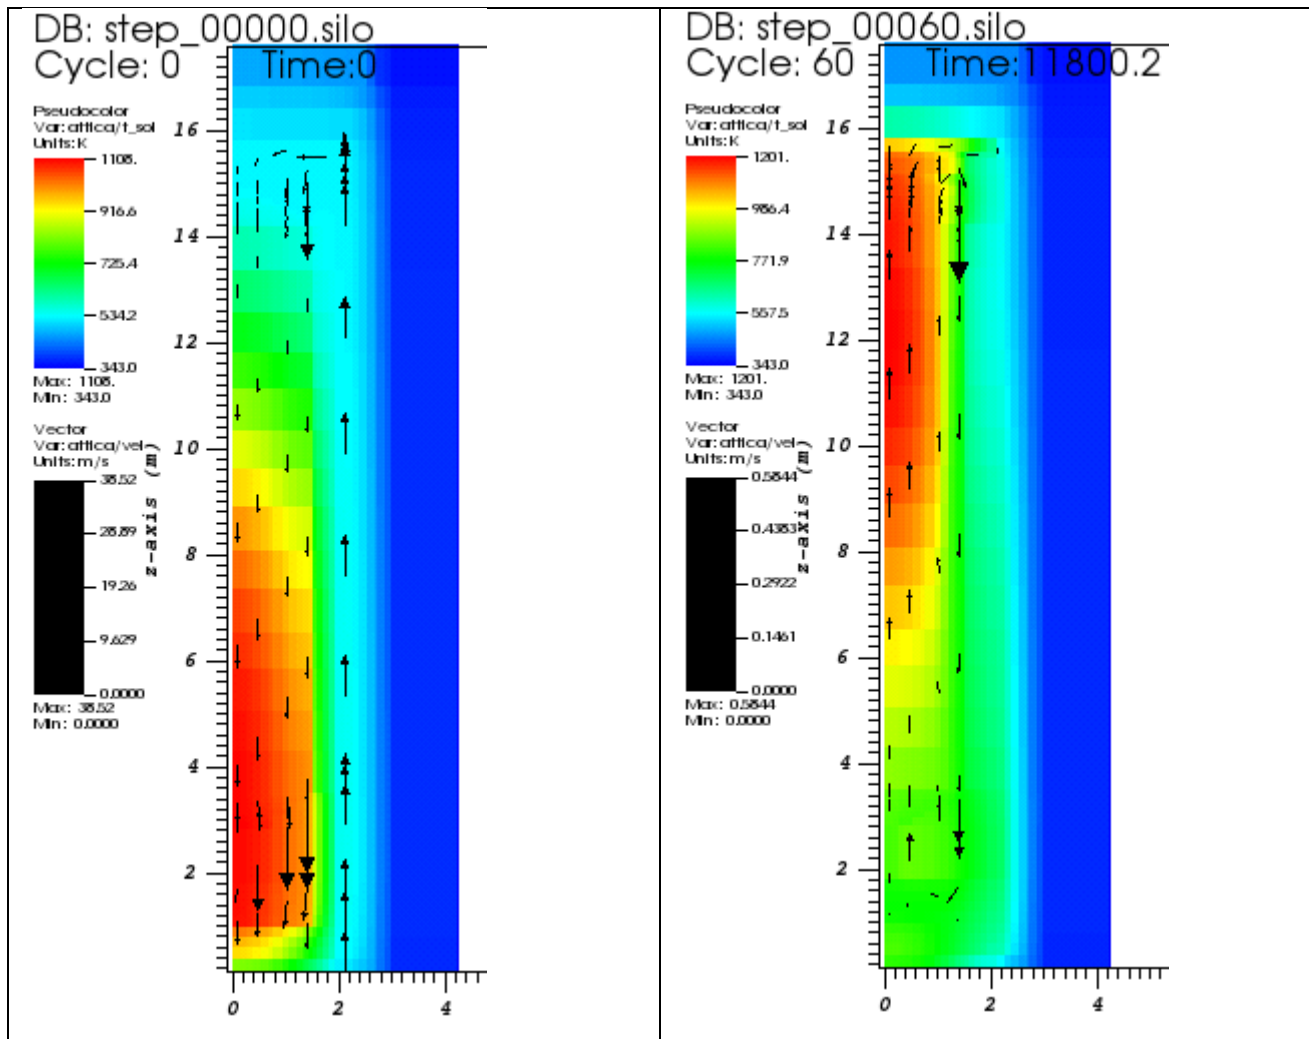 DB: step_00000.silo
Cycle: 0 Time:0
Pseudocolor
Var: attica/t_sol
Units: K
1108.
916.6
725.4
534.2
343.0
Max: 1108.
Min: 343.0
Vector
Var: attica/vel
Units: m/s
38.52
28.89
19.26
9.629
0.0000
Max: 38.52
Min: 0.0000
z-axis (m)
16
14
12
10
8
6
4
2
0 2 4
DB: step_00060.silo
Cycle: 60 Time:11800.2
Pseudocolor
Var: attica/t_sol
Units: K
1201.
986.4
771.9
557.5
343.0
Max: 1201.
Min: 343.0
Vector
Var: attica/vel
Units: m/s
0.5844
0.4383
0.2922
0.1461
0.0000
Max: 0.5844
Min: 0.0000
z-axis (m)
16
14
12
10
8
6
4
2
0 2 4